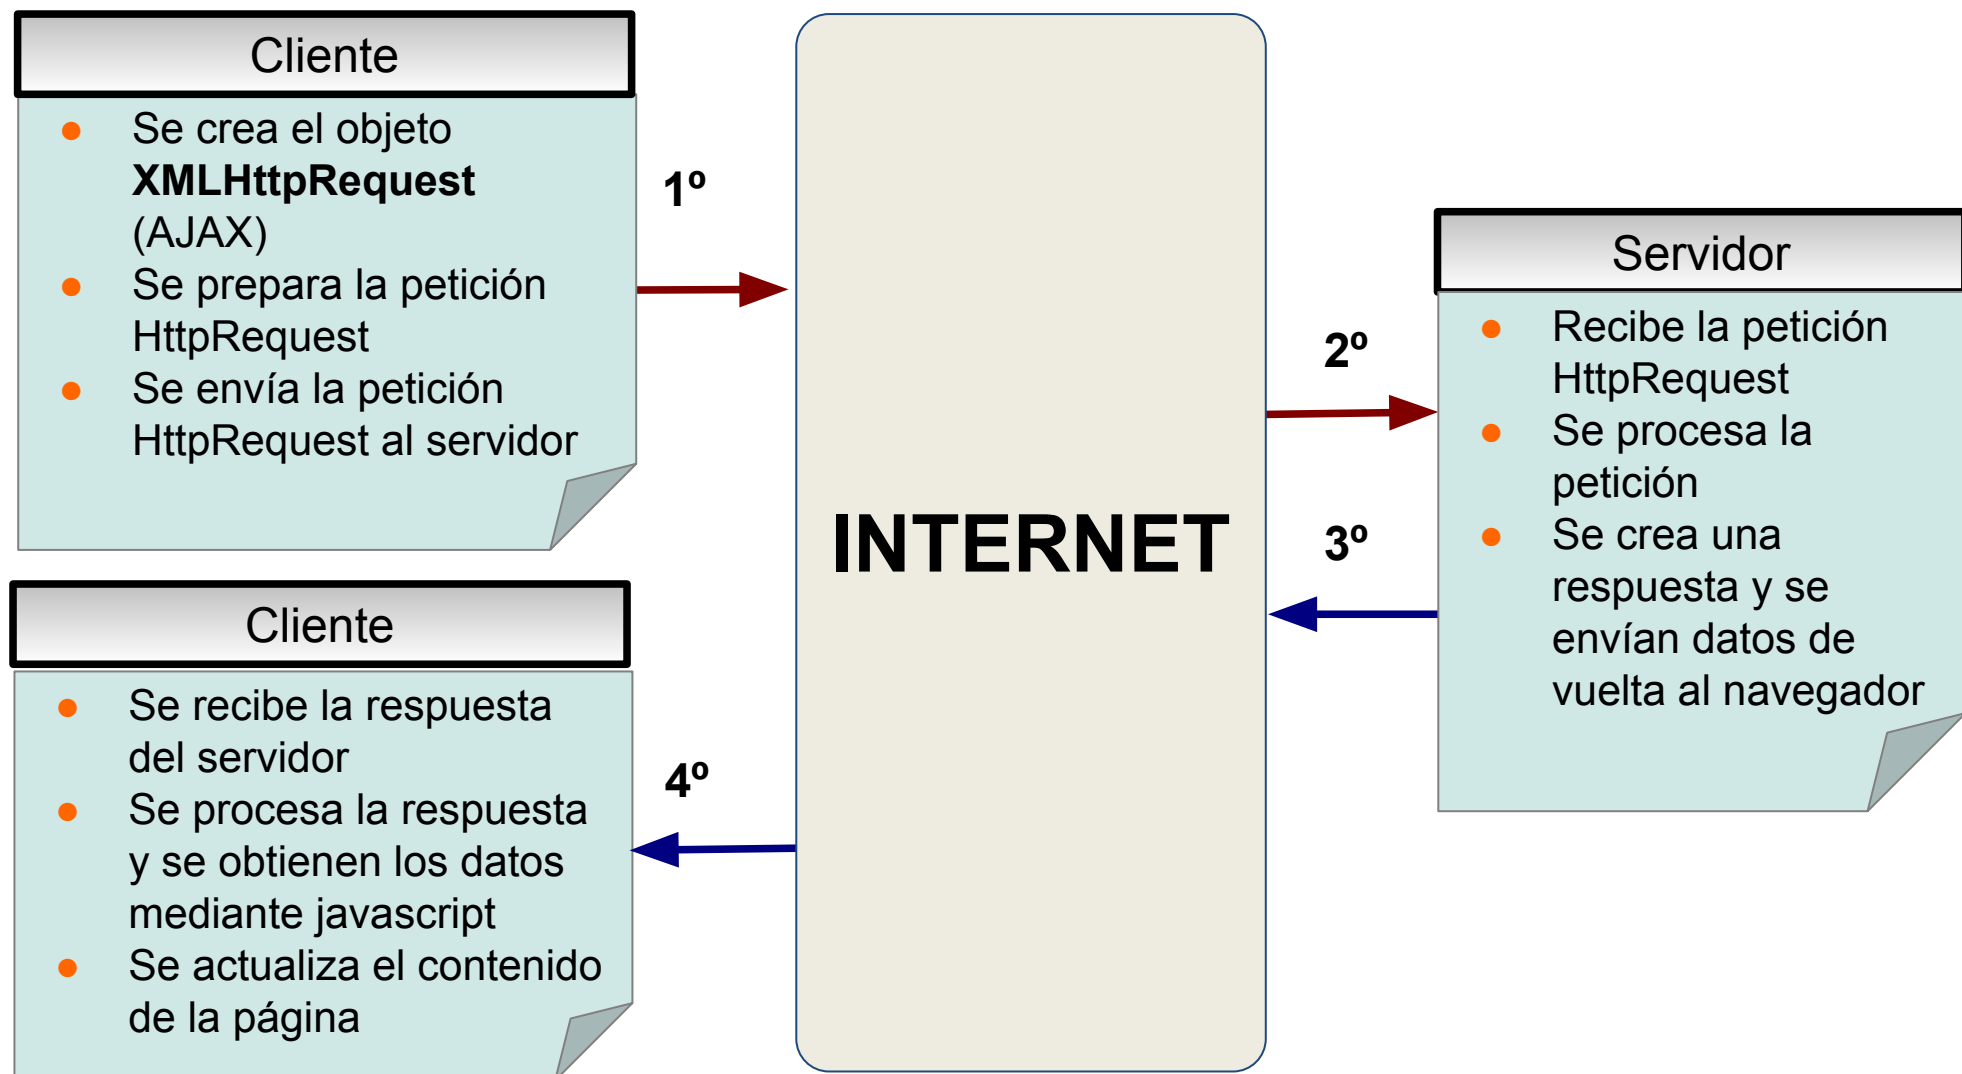 Cliente
Se crea el objeto
XMLHttpRequest
(AJAX)
Se prepara la petición
HttpRequest
Se envía la petición
HttpRequest al servidor
1º
INTERNET
2º
3º
Servidor
Recibe la petición
HttpRequest
Se procesa la
petición
Se crea una
respuesta y se
envían datos de
vuelta al navegador
Cliente
Se recibe la respuesta
del servidor
Se procesa la respuesta
y se obtienen los datos
mediante javascript
Se actualiza el contenido
de la página
4º